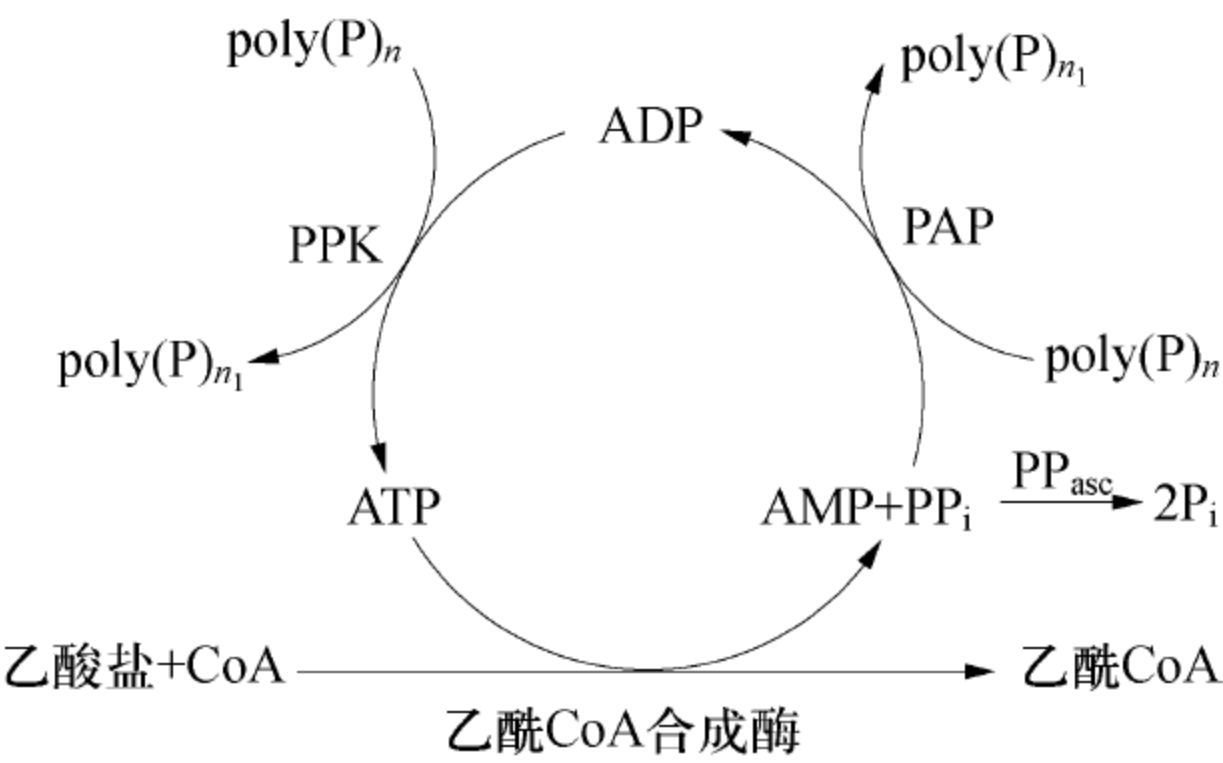 poly(P)n
poly(P)n1
ADP
PPK
PAP
poly(P)n1
poly(P)n
ATP
AMP+PPi
PPasc
2Pi
乙酸盐+CoA
乙酰CoA
乙酰CoA合成酶